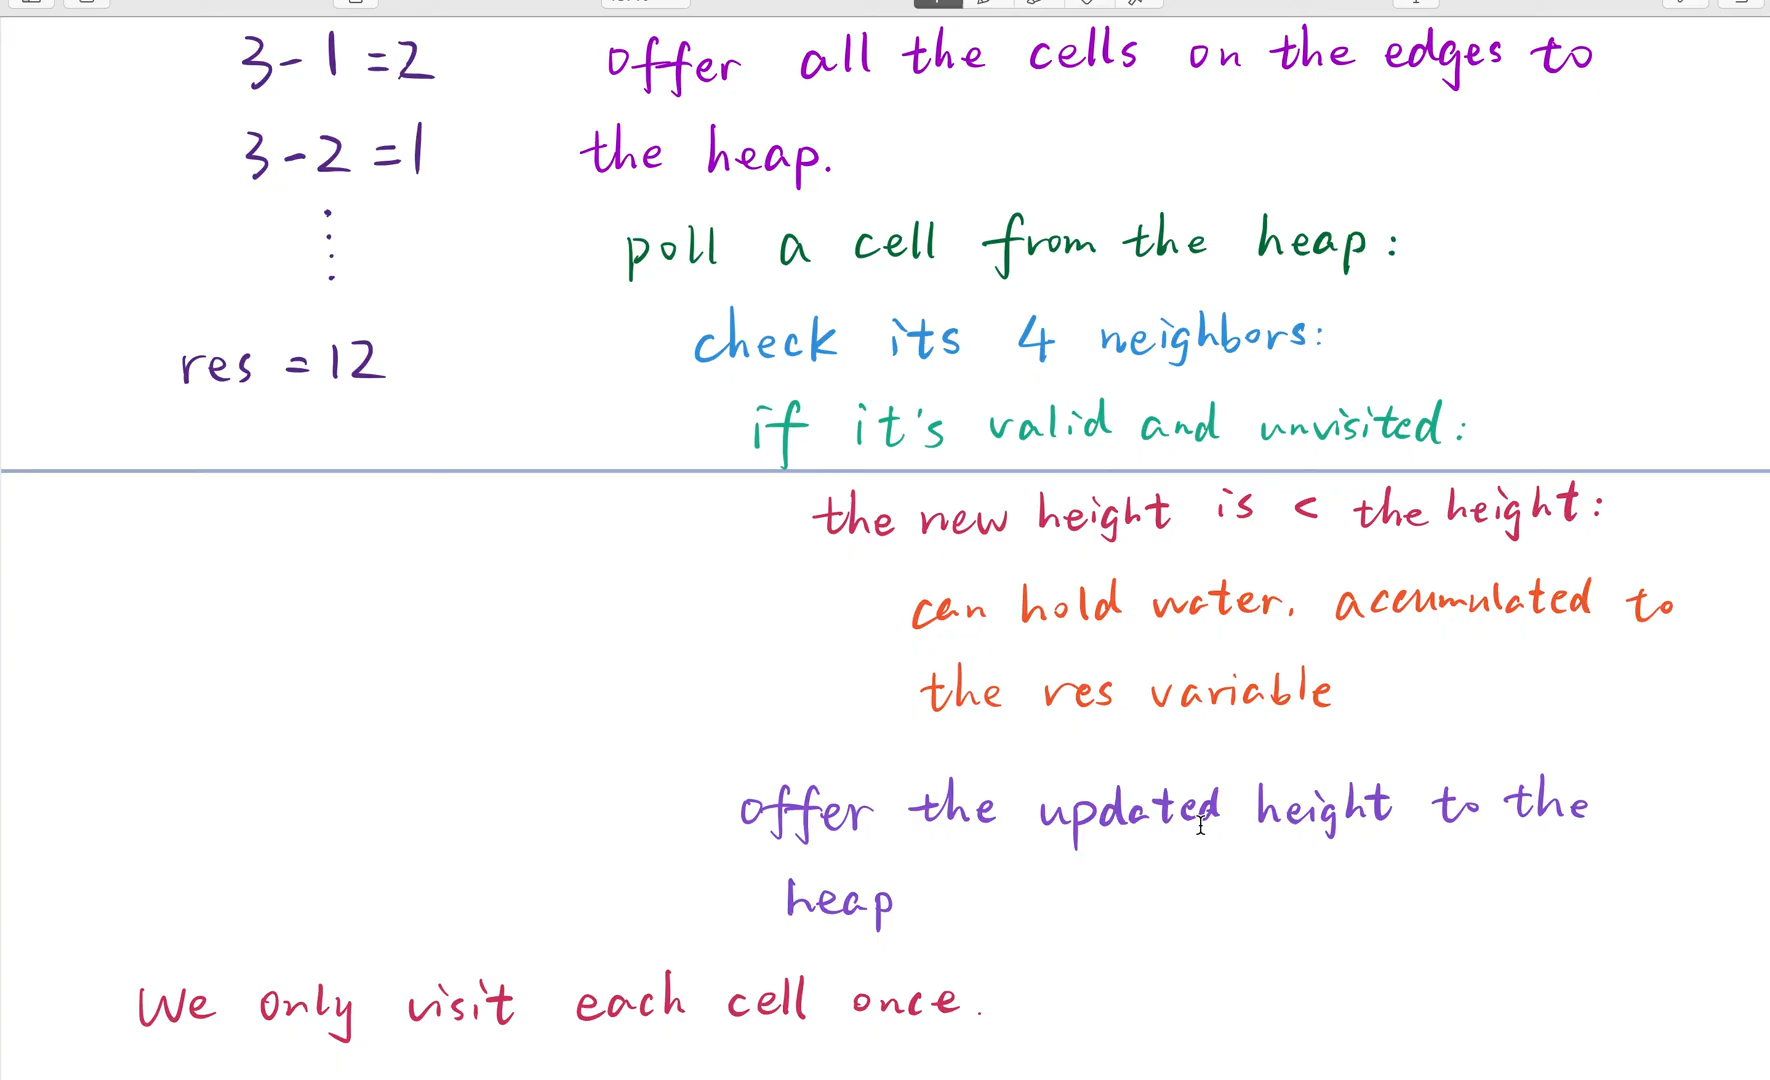 3 - 1 = 2
3 - 2 = 1
res = 12
offer all the cells on the edges to
the heap.
poll a cell from the heap:
check its 4 neighbors:
if it's valid and unvisited:
the new height is < the height:
can hold water. accumulated to
the res variable
offer the updated height to the
heap
We only visit each cell once.